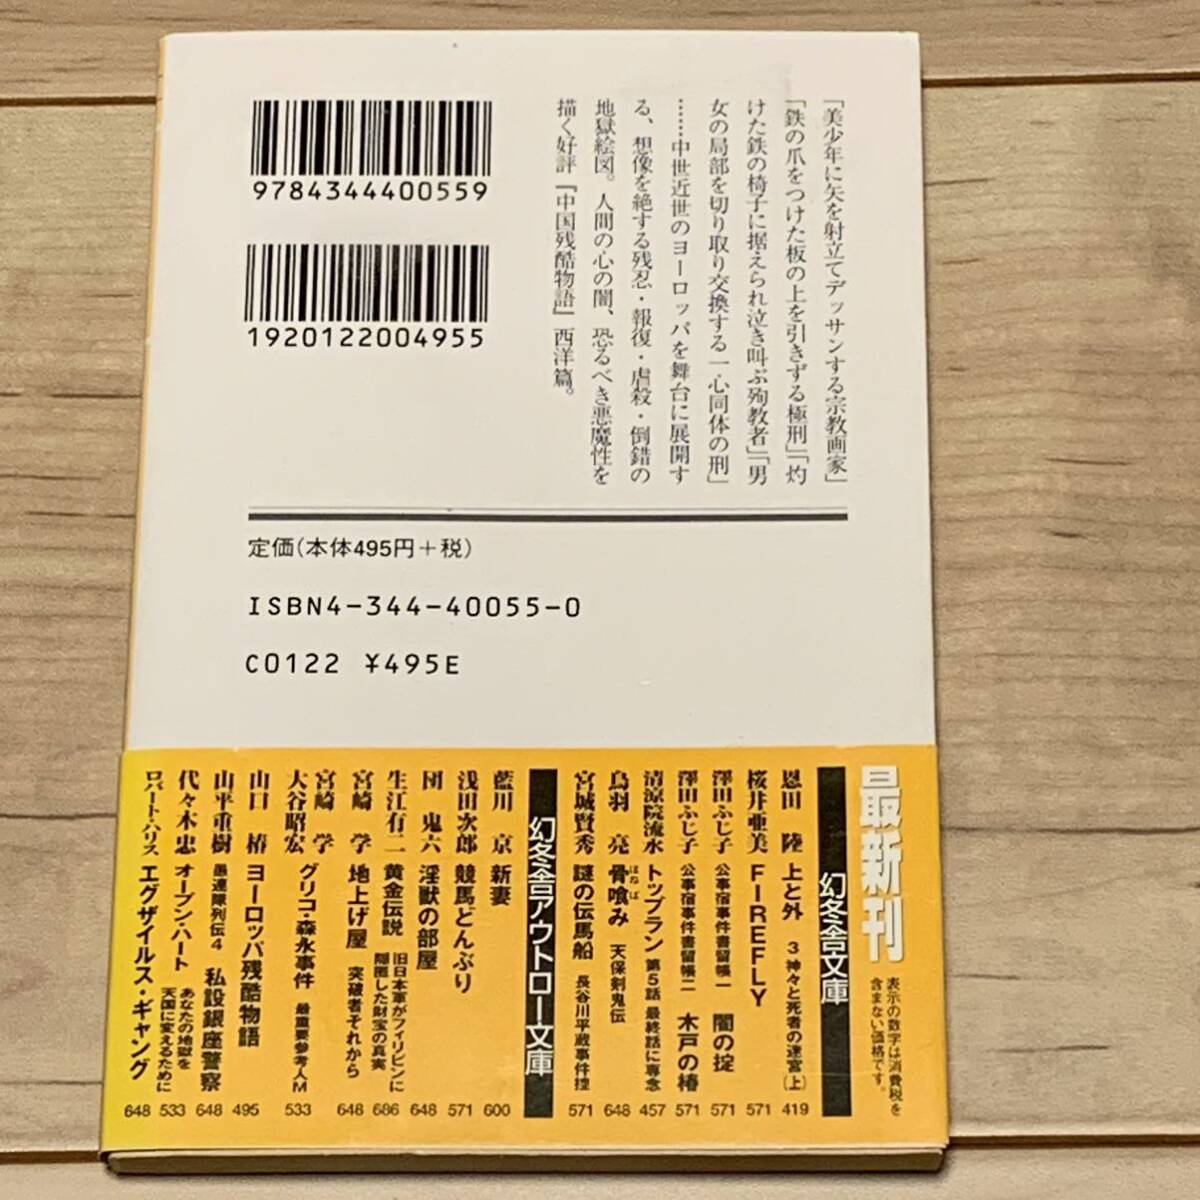 9784344400559
1920122004955
「美少年に矢を射立てデッサンする宗教画家」
「鉄の爪をつけた板の上を引きずる極刑」「灼
けた鉄の椅子に据えられ泣き叫ぶ殉教者」「男
女の局部を切り取り交換する一心同体の刑」
……中世近世のヨーロッパを舞台に展開す
る、想像を絶する残忍・報復・虐殺・倒錯の
地獄絵図。人間の心の闇、恐るべき悪魔性を
描く好評『中国残酷物語』西洋篇。
定価(本体495円+税)
ISBN4-344-40055-0
C0122 ¥495E
最新刊
表示の数字は消費税を
含まない価格です。
幻冬舎文庫
恩田 陸 上と外 3 神々と死者の迷宮(上) 419
桜井亜美 FIREFLY 571
澤田ふじ子 公事宿事件書留帳一 闇の掟 571
澤田ふじ子 公事宿事件書留帳二 木戸の椿 571
清涼院流水 トップラン 第5話 最終話に専念 457
鳥羽 亮 骨喰み ほねばみ 天保剣鬼伝 648
宮城賢秀 謎の伝馬船 長谷川平蔵事件控 571
幻冬舎アウトロー文庫
藍川 京 新妻 600
浅田次郎 競馬どんぶり 571
団 鬼六 淫獣の部屋 648
生江有二 黄金伝説 旧日本軍がフィリピンに隠匿した財宝の真実 686
宮崎 学 地上げ屋 突破者それから 648
宮崎 学
大谷昭宏 グリコ・森永事件 最重要参考人M 533
山口 椿 ヨーロッパ残酷物語 495
山平重樹 愚連隊列伝4 私設銀座警察 648
代々木忠 オープン・ハート あなたの地獄を天国に変えるために 533
ロバート・ハリス エグザイルス・ギャング 648